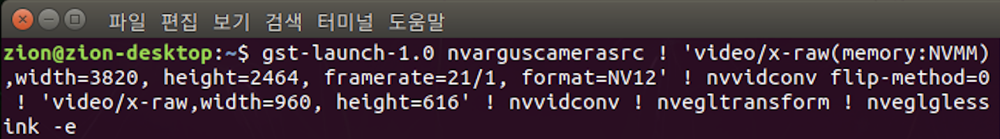 파일 편집 보기 검색 터미널 도움말
zion@zion-desktop:~$ gst-launch-1.0 nvarguscamerasrc ! 'video/x-raw(memory:NVMM)
,width=3820, height=2464, framerate=21/1, format=NV12' ! nvvidconv flip-method=0
 ! 'video/x-raw,width=960, height=616' ! nvvidconv ! nvegltransform ! nveglgless
ink -e